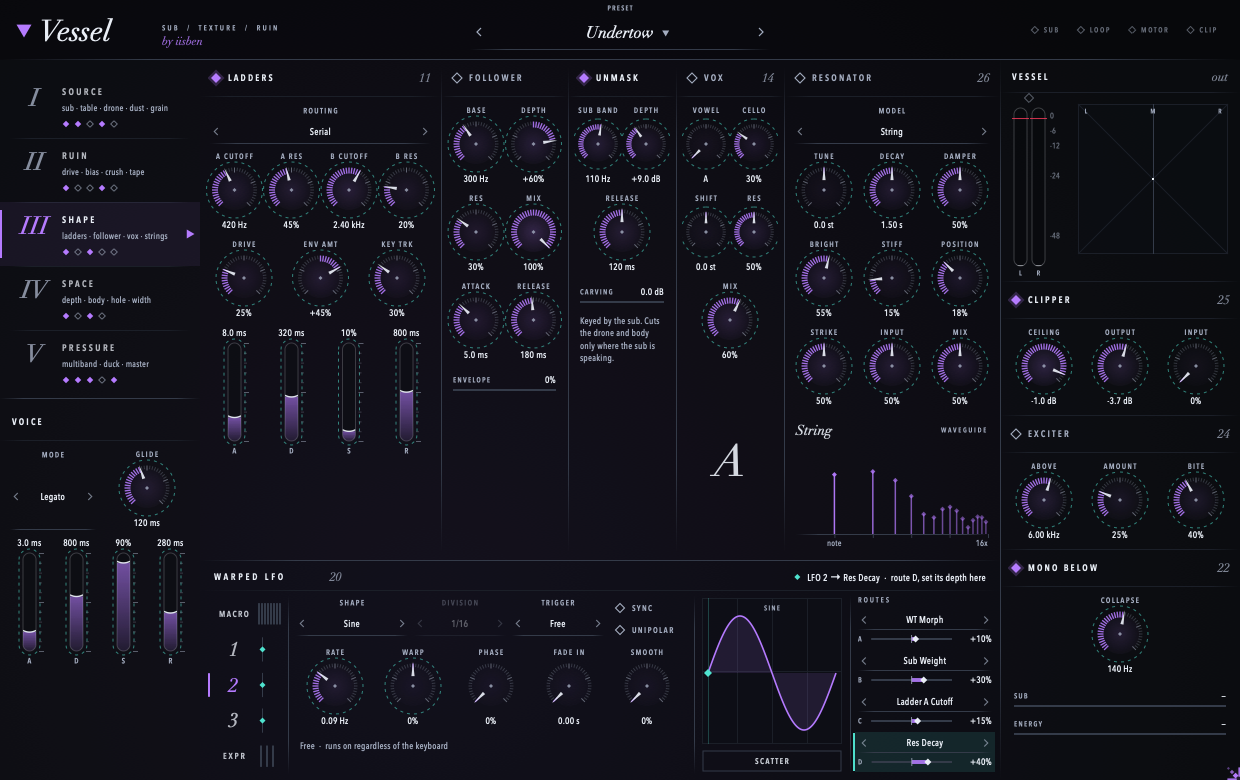 PRESET
Vessel
SUB / TEXTURE / RUIN
by iisben
Undertow
SUB
LOOP
MOTOR
CLIP
I
SOURCE
sub · table · drone · dust · grain
II
RUIN
drive · bias · crush · tape
III
SHAPE
ladders · follower · vox · strings
IV
SPACE
depth · body · hole · width
V
PRESSURE
multiband · duck · master
VOICE
MODE
GLIDE
Legato
120 ms
3.0 ms
800 ms
90%
280 ms
A
D
S
R
LADDERS
11
ROUTING
Serial
A CUTOFF
A RES
B CUTOFF
B RES
420 Hz
45%
2.40 kHz
20%
DRIVE
ENV AMT
KEY TRK
25%
+45%
30%
8.0 ms
320 ms
10%
800 ms
A
D
S
R
FOLLOWER
BASE
DEPTH
300 Hz
+60%
RES
MIX
30%
100%
ATTACK
RELEASE
5.0 ms
180 ms
ENVELOPE
0%
UNMASK
SUB BAND
DEPTH
110 Hz
+9.0 dB
RELEASE
120 ms
CARVING
0.0 dB
Keyed by the sub. Cuts
the drone and body
only where the sub is
speaking.
VOX
14
VOWEL
CELLO
A
30%
SHIFT
RES
0.0 st
50%
MIX
60%
A
RESONATOR
26
MODEL
String
TUNE
DECAY
DAMPER
0.0 st
1.50 s
50%
BRIGHT
STIFF
POSITION
55%
15%
18%
STRIKE
INPUT
MIX
50%
50%
50%
String
WAVEGUIDE
note
16x
VESSEL
out
0
-6
-12
-24
-48
L
R
L
M
R
CLIPPER
25
CEILING
OUTPUT
INPUT
-1.0 dB
-3.7 dB
0%
EXCITER
24
ABOVE
AMOUNT
BITE
6.00 kHz
25%
40%
MONO BELOW
22
COLLAPSE
140 Hz
SUB
–
ENERGY
–
WARPED LFO
20
LFO 2 → Res Decay · route D, set its depth here
MACRO
1
2
3
EXPR
SHAPE
DIVISION
TRIGGER
Sine
1/16
Free
SYNC
UNIPOLAR
RATE
WARP
PHASE
FADE IN
SMOOTH
0.09 Hz
0%
0%
0.00 s
0%
Free · runs on regardless of the keyboard
SINE
SCATTER
ROUTES
WT Morph
A
+10%
Sub Weight
B
+30%
Ladder A Cutoff
C
+15%
Res Decay
D
+40%